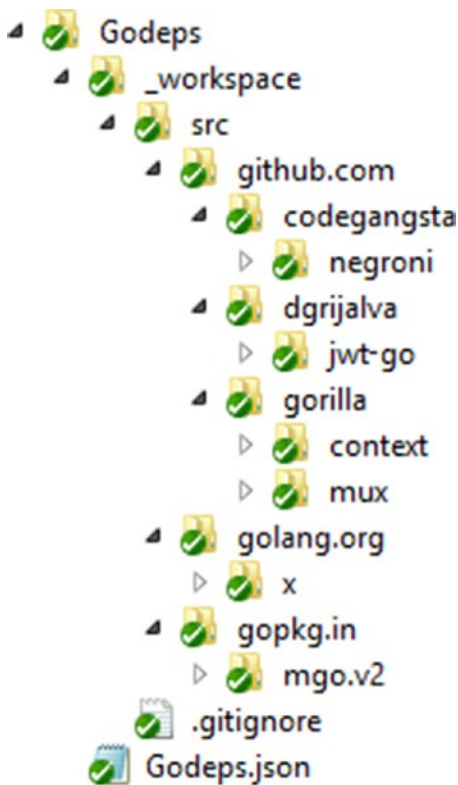 Godeps
_workspace
src
github.com
codegangsta
negroni
dgrijalva
jwt-go
gorilla
context
mux
golang.org
x
gopkg.in
mgo.v2
.gitignore
Godeps.json